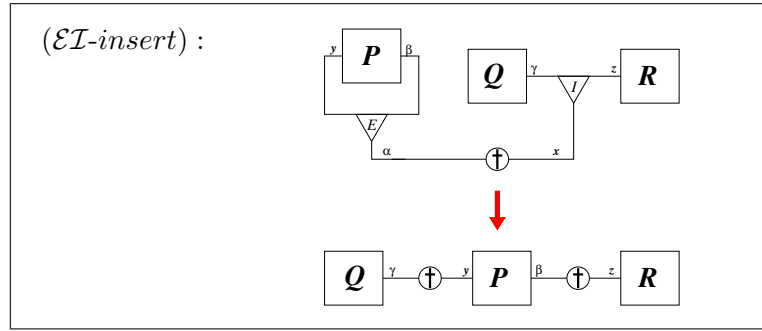 (ℰℐ-insert) :
y P β
Q γ z R
I
E
α † x
Q γ † y P β † z R